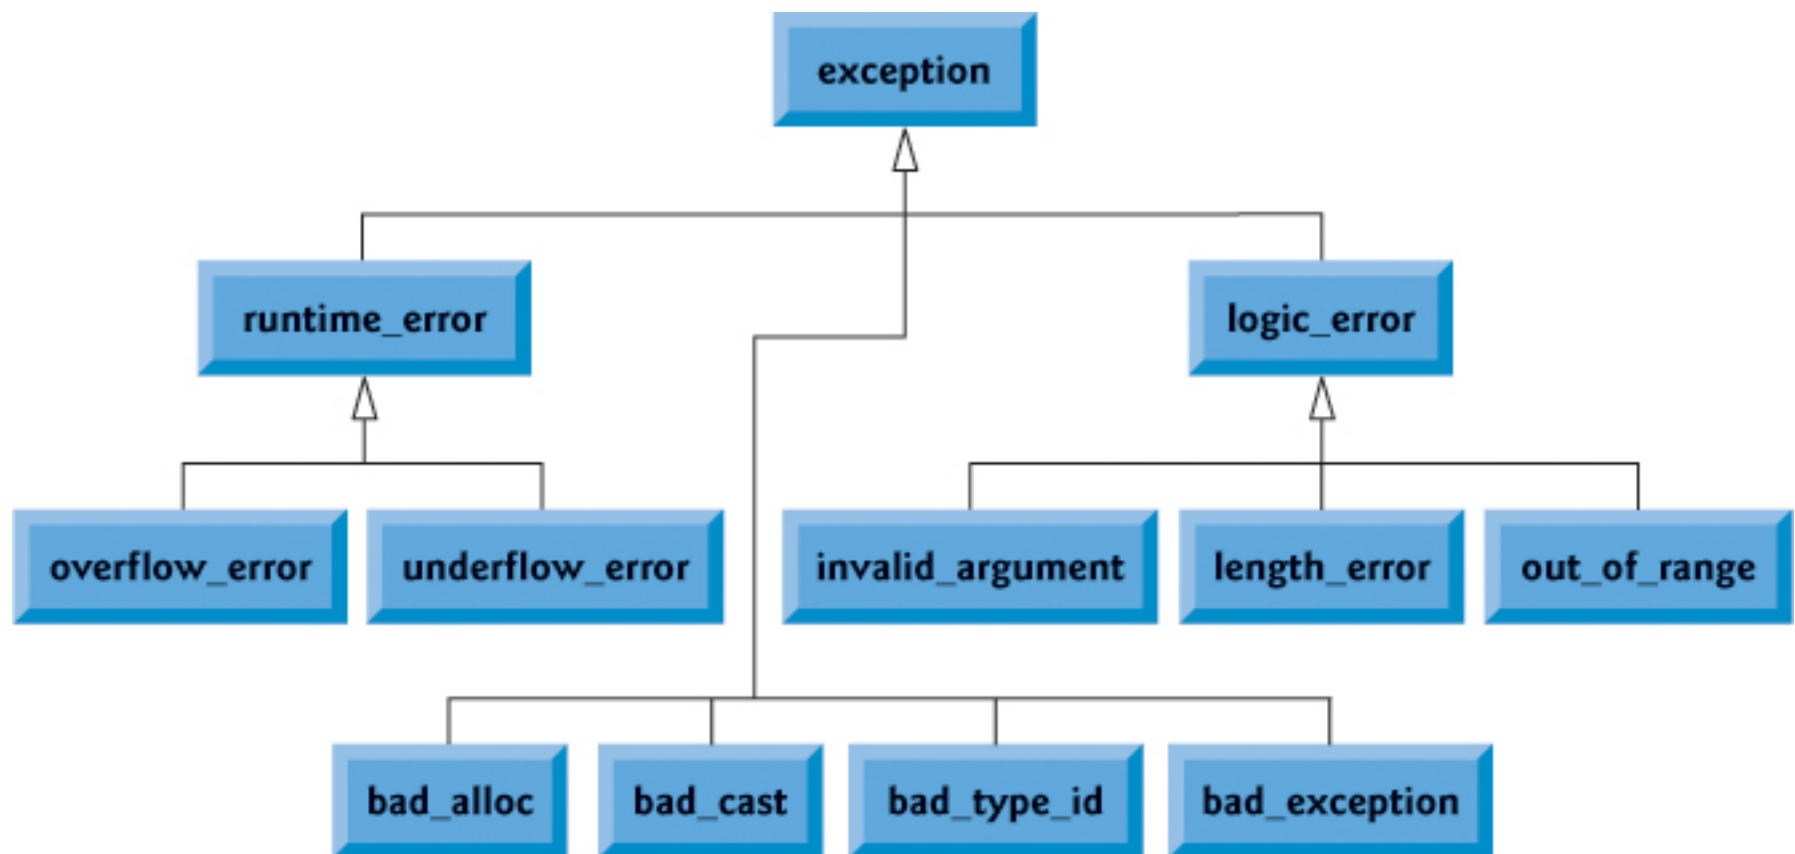 exception
runtime_error
logic_error
overflow_error
underflow_error
invalid_argument
length_error
out_of_range
bad_alloc
bad_cast
bad_type_id
bad_exception